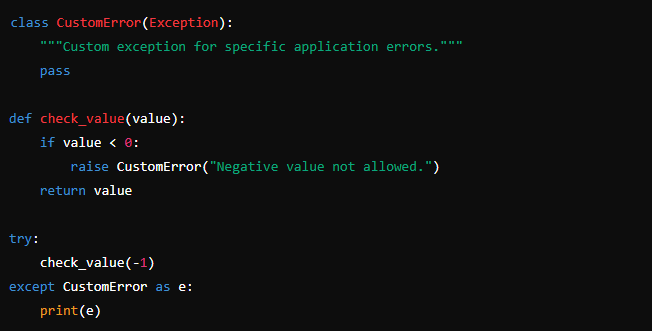 class CustomError(Exception):
    """Custom exception for specific application errors."""
    pass

def check_value(value):
    if value < 0:
        raise CustomError("Negative value not allowed.")
    return value

try:
    check_value(-1)
except CustomError as e:
    print(e)